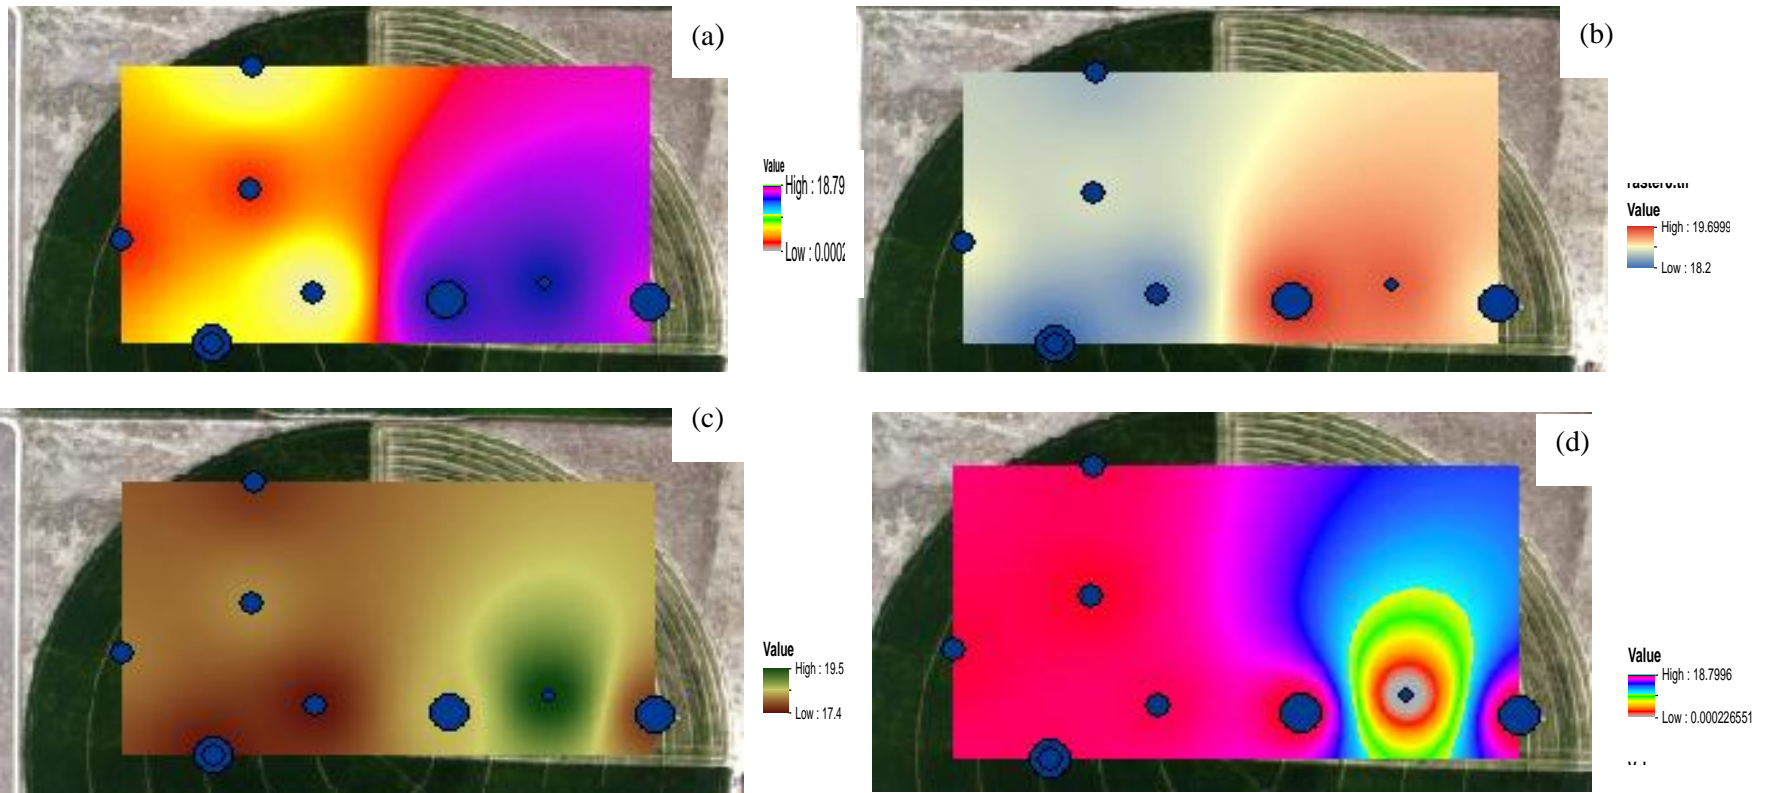 (a)
Value
High : 18.79
Low : 0.0002
(b)
Value
High : 19.6999
Low : 18.2
(c)
Value
High : 19.5
Low : 17.4
(d)
Value
High : 18.7996
Low : 0.000226551